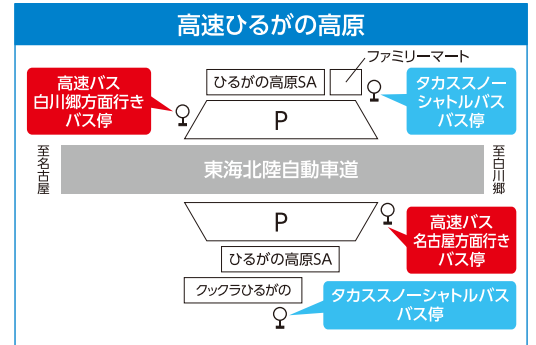 高速ひるがの高原
ファミリーマート
高速バス
白川郷方面行き
バス停
ひるがの高原SA
タカススノー
シャトルバス
バス停
P
至名古屋
東海北陸自動車道
至白川郷
P
高速バス
名古屋方面行き
バス停
ひるがの高原SA
クックラひるがの
タカススノーシャトルバス
バス停